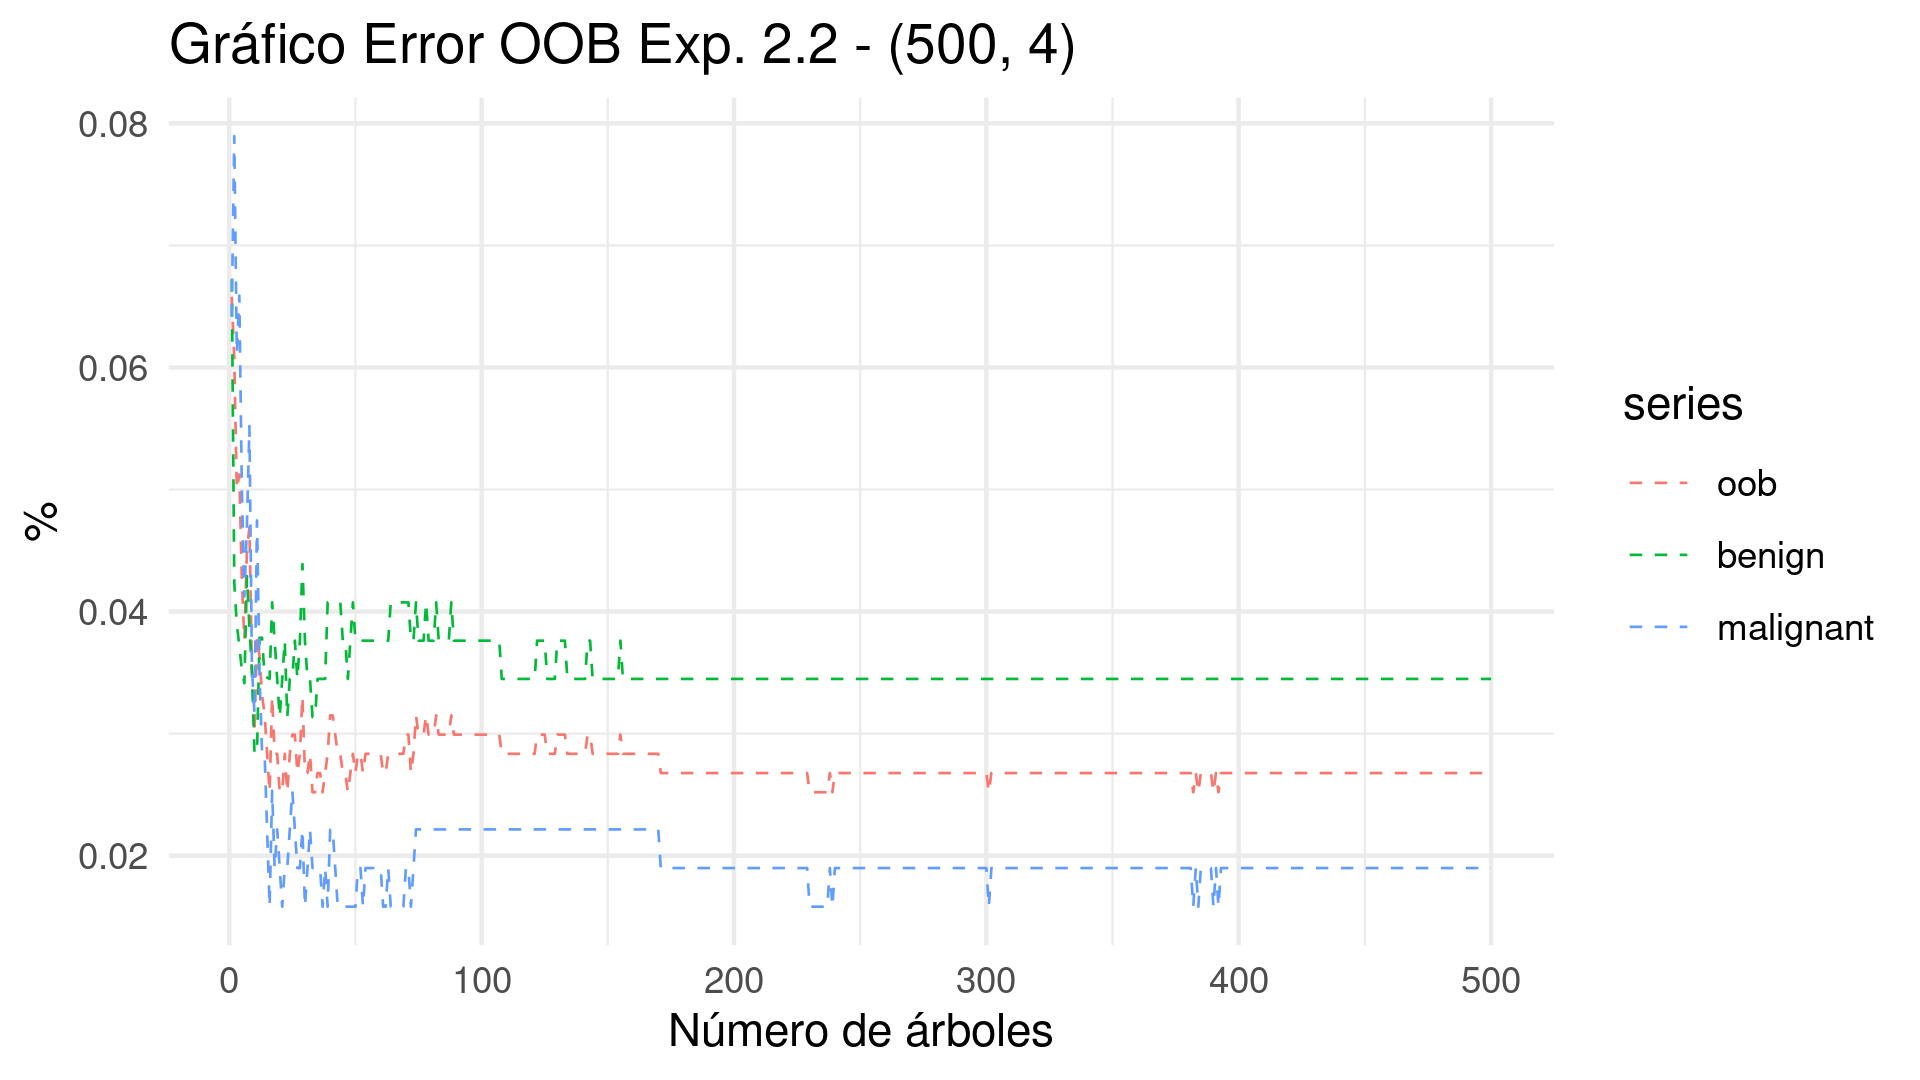 Gráfico Error OOB Exp. 2.2 - (500, 4)
0.08
0.06
0.04
0.02
%
0 100 200 300 400 500
Número de árboles
series
oob
benign
malignant